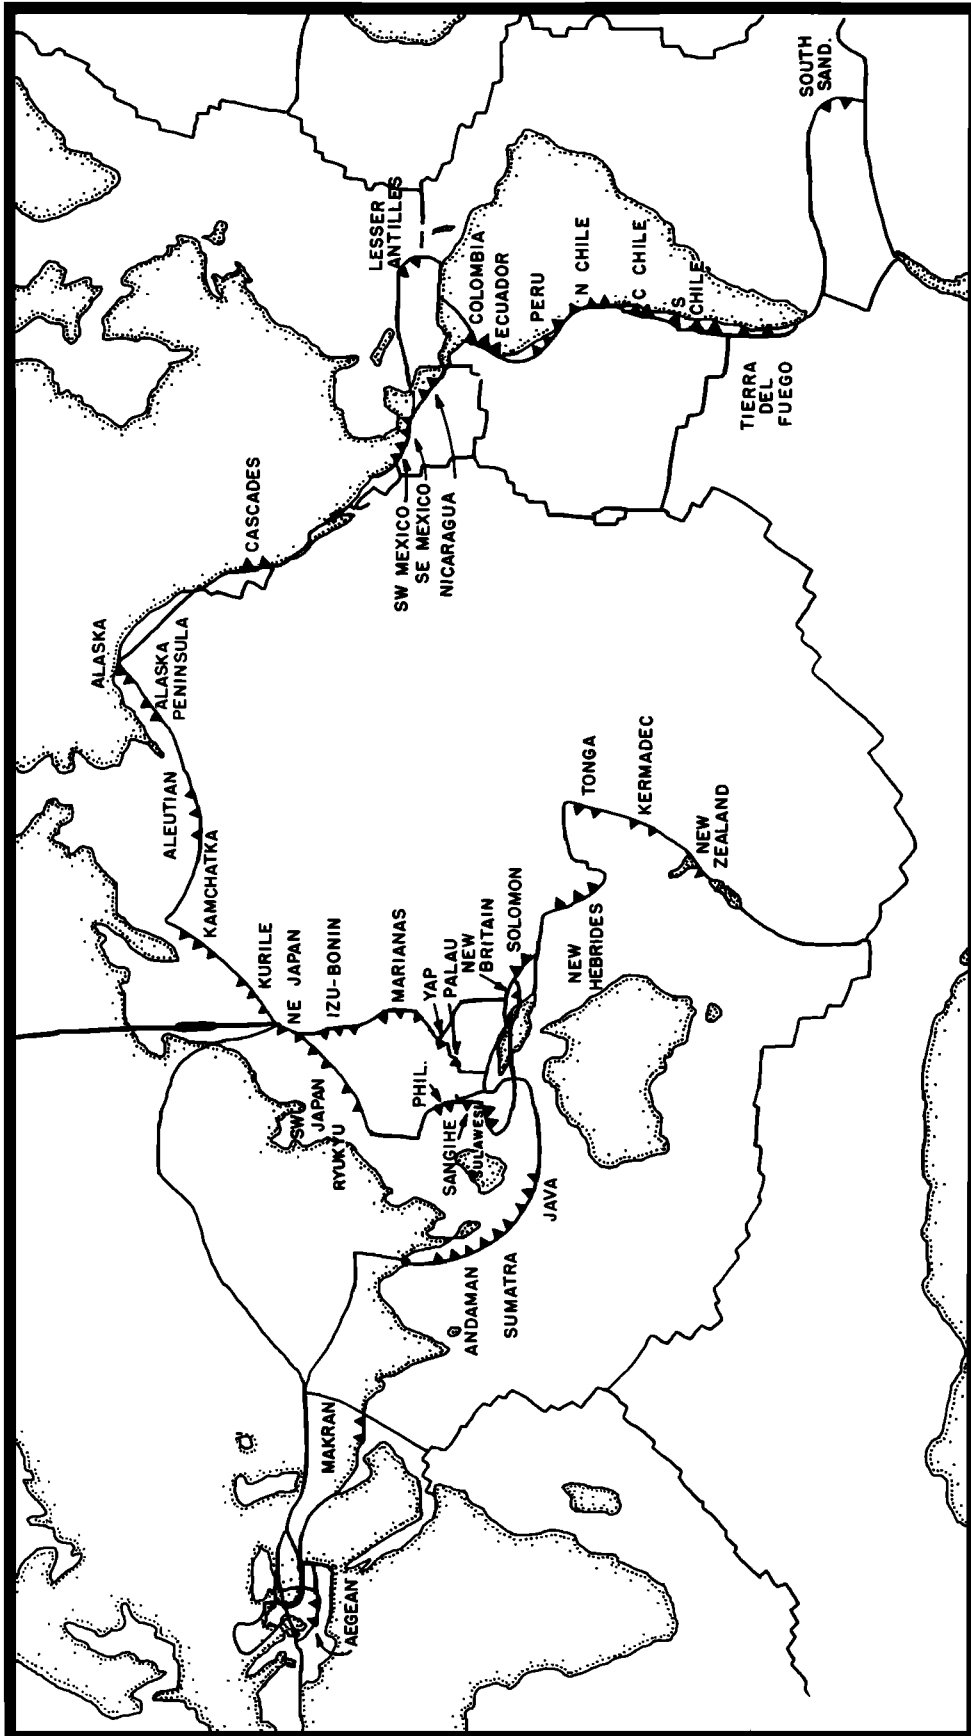 AEGEAN
MAKRAN
ANDAMAN
SUMATRA
JAVA
SANGIHE
SULAWESI
PHIL.
RYUKYU
SW
JAPAN
NE JAPAN
KURILE
IZU-BONIN
MARIANAS
YAP
PALAU
NEW
BRITAIN
SOLOMON
NEW
HEBRIDES
TONGA
KERMADEC
NEW
ZEALAND
KAMCHATKA
ALEUTIAN
ALASKA
PENINSULA
ALASKA
CASCADES
SW MEXICO
SE MEXICO
NICARAGUA
LESSER
ANTILLES
COLOMBIA
ECUADOR
PERU
N CHILE
C CHILE
S
CHILE
TIERRA
DEL
FUEGO
SOUTH
SAND.